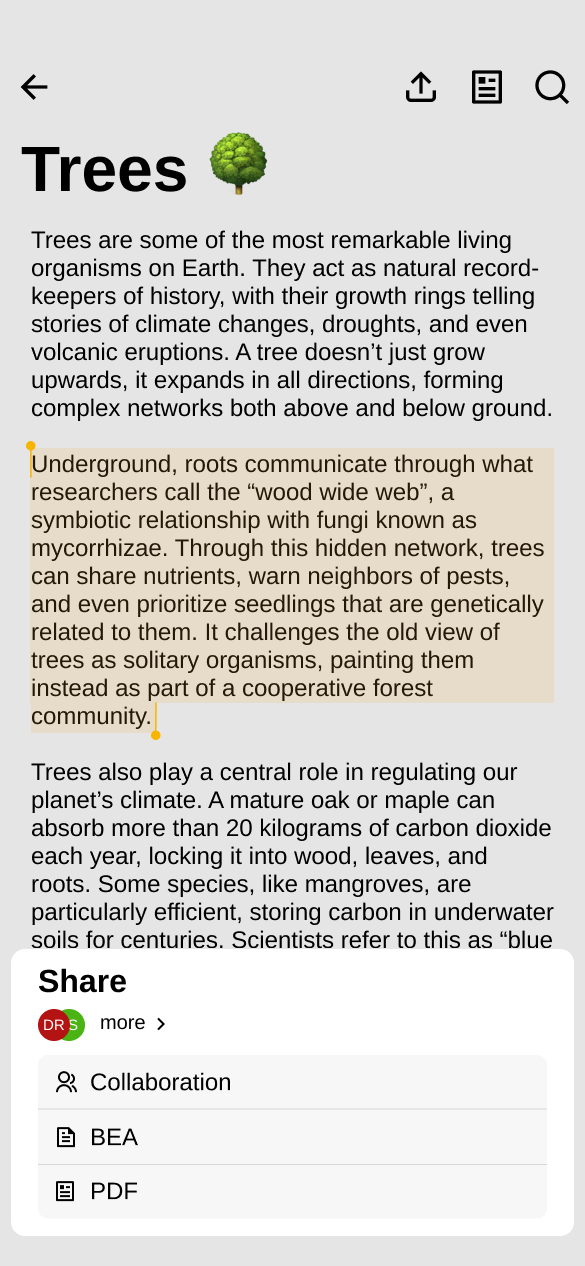 Trees
Trees are some of the most remarkable living
organisms on Earth. They act as natural record-
keepers of history, with their growth rings telling
stories of climate changes, droughts, and even
volcanic eruptions. A tree doesn’t just grow
upwards, it expands in all directions, forming
complex networks both above and below ground.
Underground, roots communicate through what
researchers call the “wood wide web”, a
symbiotic relationship with fungi known as
mycorrhizae. Through this hidden network, trees
can share nutrients, warn neighbors of pests,
and even prioritize seedlings that are genetically
related to them. It challenges the old view of
trees as solitary organisms, painting them
instead as part of a cooperative forest
community.
Trees also play a central role in regulating our
planet’s climate. A mature oak or maple can
absorb more than 20 kilograms of carbon dioxide
each year, locking it into wood, leaves, and
roots. Some species, like mangroves, are
particularly efficient, storing carbon in underwater
soils for centuries. Scientists refer to this as “blue
Share
DR S more
Collaboration
BEA
PDF